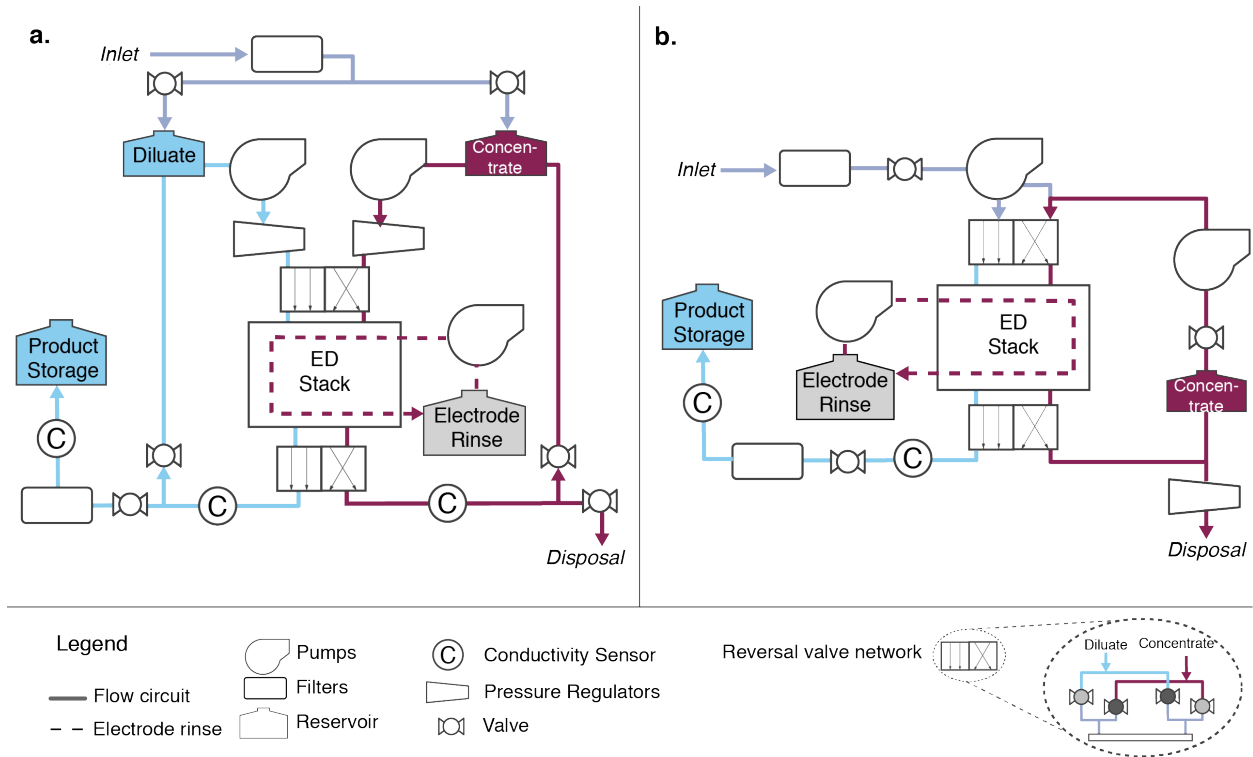 a.
Inlet
Diluate
Concen-
trate
Product
Storage
ED
Stack
Electrode
Rinse
C
C
C
Disposal
b.
Inlet
Product
Storage
ED
Stack
Electrode
Rinse
Concen-
trate
C
C
Disposal
Legend
Flow circuit
Electrode rinse
Pumps
Filters
Reservoir
C
Conductivity Sensor
Pressure Regulators
Valve
Reversal valve network
Diluate
Concentrate